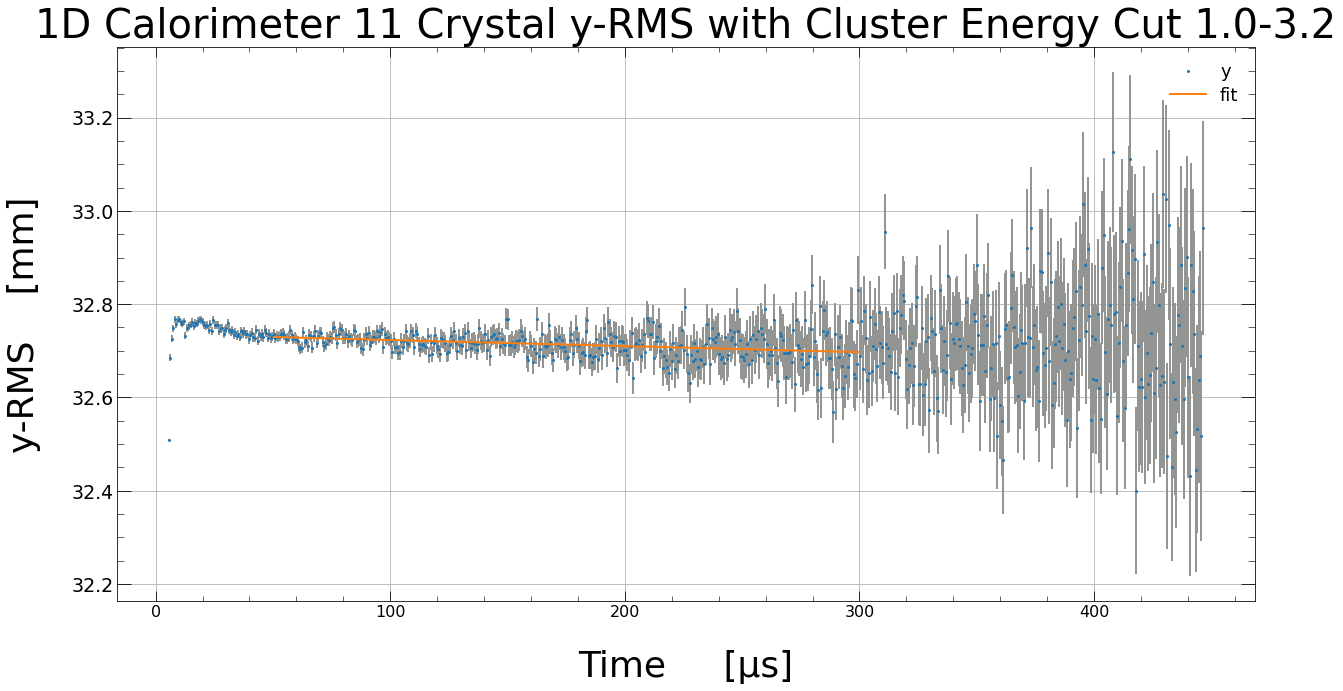 1D Calorimeter 11 Crystal y-RMS with Cluster Energy Cut 1.0-3.2
y
fit
33.2
33.0
32.8
32.6
32.4
32.2
y-RMS [mm]
0 100 200 300 400
Time [μs]